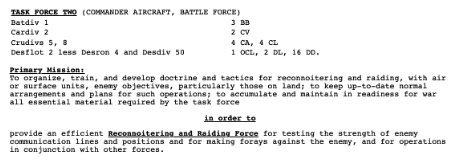 TASK FORCE TWO (COMMANDER AIRCRAFT, BATTLE FORCE)
Batdiv 1 3 BB
Cardiv 2 2 CV
Crudivs 5, 8 4 CA, 4 CL
Desflot 2 less Desron 4 and Desdiv 50 1 OCL, 2 DL, 16 DD.
Primary Mission:
To organize, train, and develop doctrine and tactics for reconnoitering and raiding, with air
or surface units, enemy objectives, particularly those on land; to keep up-to-date normal
arrangements and plans for such operations; to accumulate and maintain in readiness for war
all essential material required by the task force
in order to
provide an efficient Reconnoitering and Raiding Force for testing the strength of enemy
communication lines and positions and for making forays against the enemy, and for operations
in conjunction with other forces.